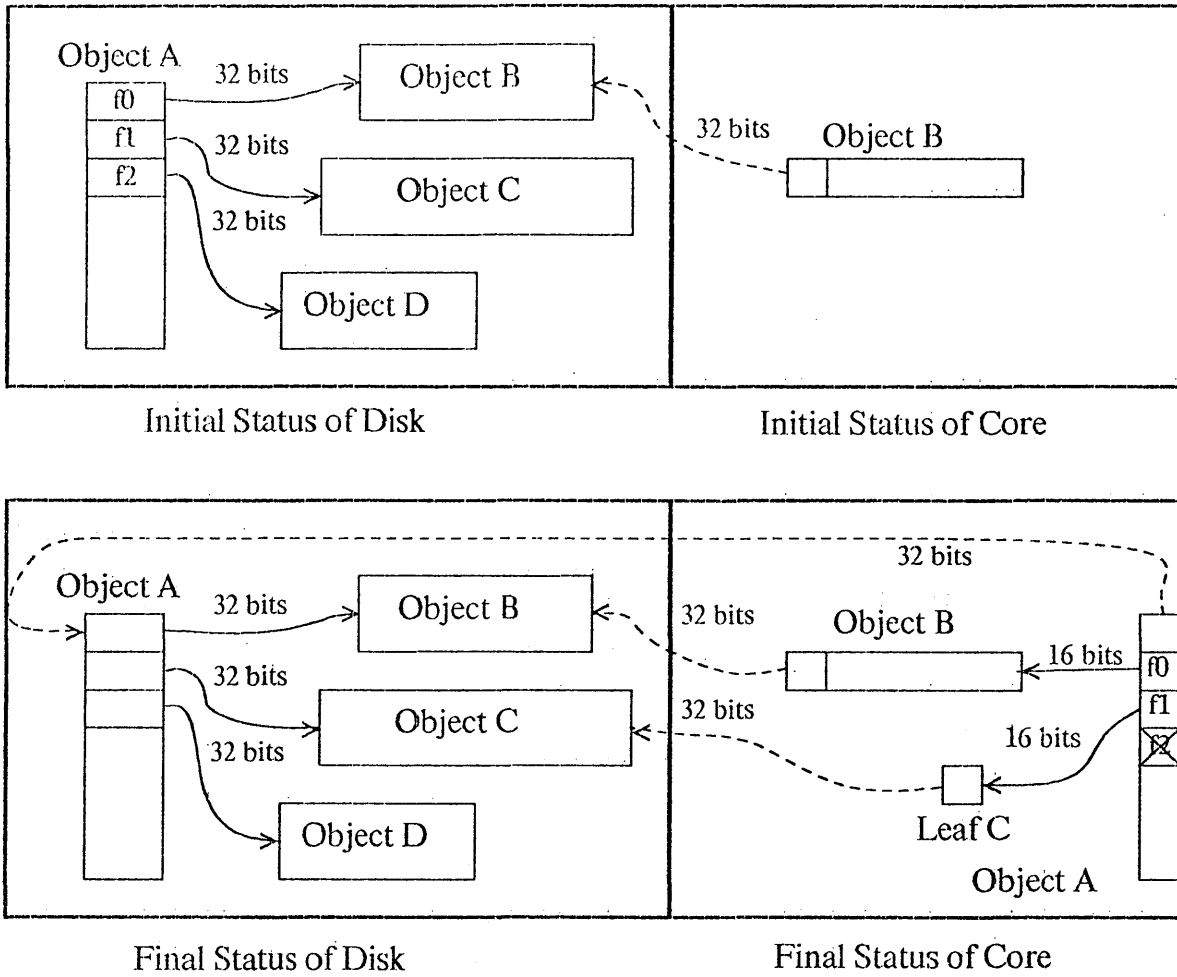 Object A
32 bits
Object B
f0
f1
32 bits
32 bits
Object B
f2
Object C
32 bits
Object D
Initial Status of Disk
Initial Status of Core
32 bits
Object A
32 bits
Object B
32 bits
Object B
16 bits
f0
32 bits
Object C
32 bits
f1
32 bits
16 bits
f2
Object D
Leaf C
Object A
Final Status of Disk
Final Status of Core